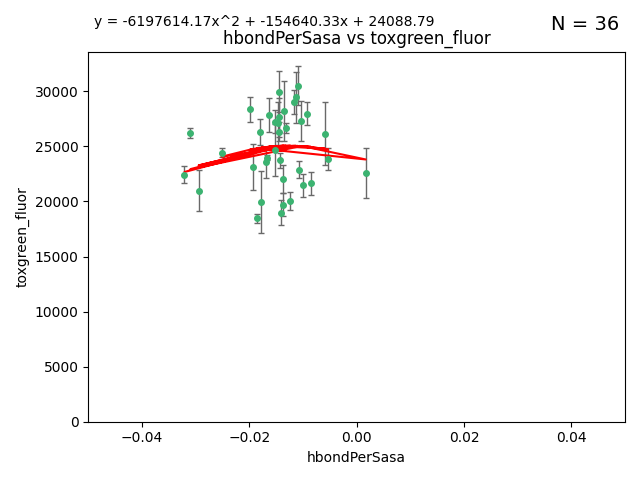 y = -6197614.17x^2 + -154640.33x + 24088.79
N = 36
hbondPerSasa vs toxgreen_fluor
toxgreen_fluor
30000
25000
20000
15000
10000
5000
0
−0.04
−0.02
0.00
0.02
0.04
hbondPerSasa